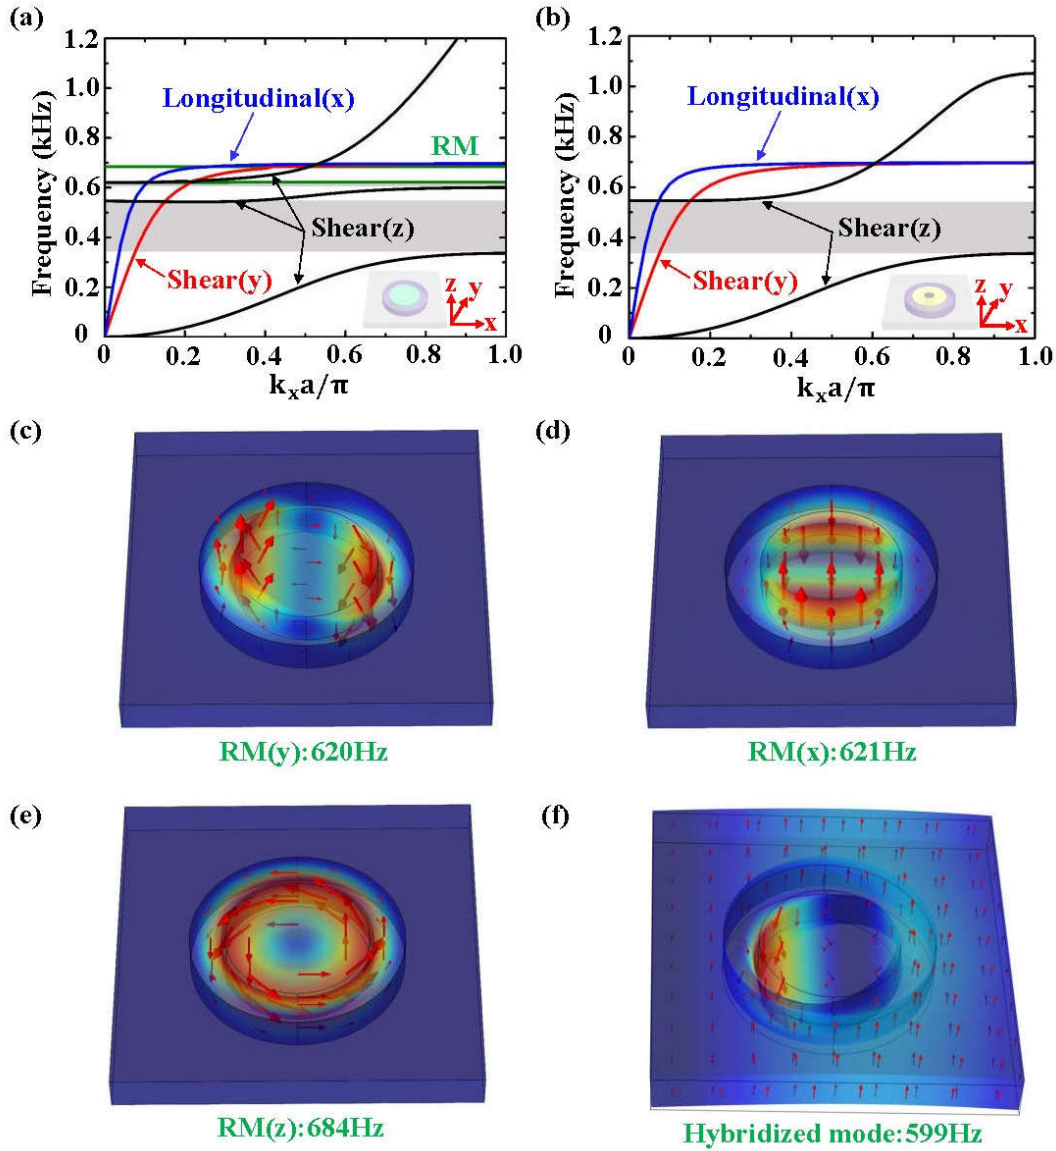 (a)
1.2
1.0
0.8
0.6
0.4
0.2
0
Frequency (kHz)
Longitudinal(x)
RM
Shear(z)
Shear(y)
z
y
x
0
0.2
0.4
0.6
0.8
1.0
kₓa/π
(b)
1.2
1.0
0.8
0.6
0.4
0.2
0
Frequency (kHz)
Longitudinal(x)
Shear(z)
Shear(y)
z
y
x
0
0.2
0.4
0.6
0.8
1.0
kₓa/π
(c)
RM(y):620Hz
(d)
RM(x):621Hz
(e)
RM(z):684Hz
(f)
Hybridized mode:599Hz